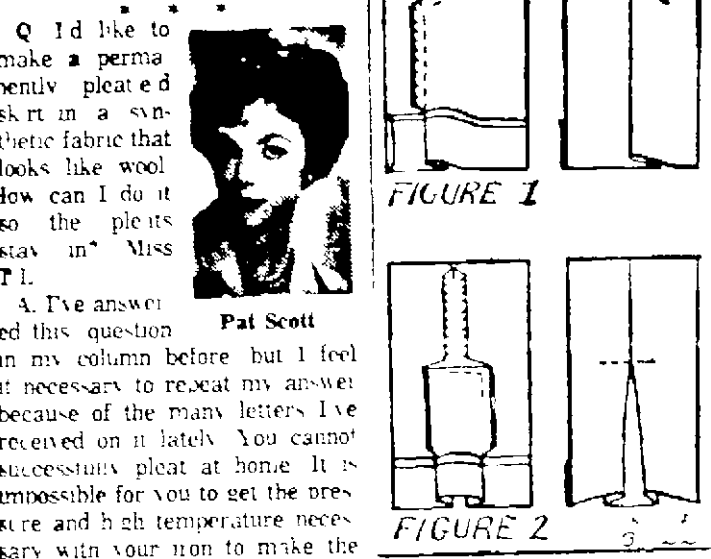 * * *
Q I'd like to
make a perma
nently pleated
skirt in a syn-
thetic fabric that
looks like wool
How can I do it
so the pleats
stay in" Miss
T L
A. I've answer
ed this question
in my column before but I feel
it necessary to repeat my answer
because of the many letters I've
received on it lately You cannot
successfully pleat at home It is
impossible for you to get the pres
sure and high temperature neces
sary with your iron to make the
Pat Scott
FIGURE 1
FIGURE 2